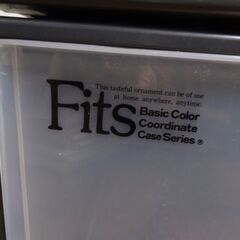 This tasteful ornament can be of use
at home anywhere, anytime.
Fits
Basic Color
Coordinate
Case Series ®